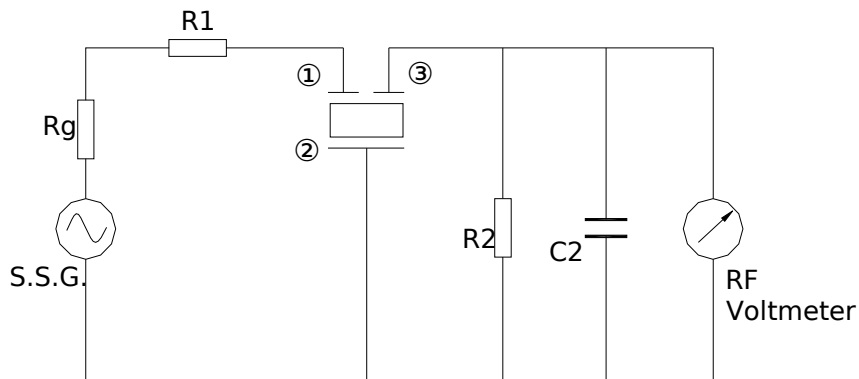 R1
①
③
Rg
②
R2
C2
S.S.G.
RF
Voltmeter